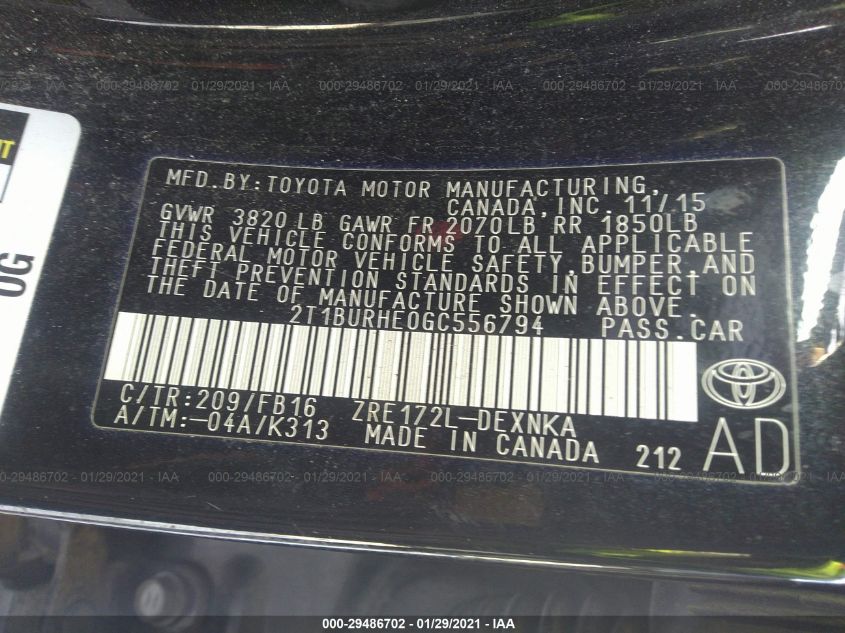 MFD.BY:TOYOTA MOTOR MANUFACTURING,
CANADA,INC. 11/15
GVWR 3820 LB GAWR FR 2070LB RR 1850LB
THIS VEHICLE CONFORMS TO ALL APPLICABLE
FEDERAL MOTOR VEHICLE SAFETY,BUMPER,AND
THEFT PREVENTION STANDARDS IN EFFECT ON
THE DATE OF MANUFACTURE SHOWN ABOVE.
2T1BURHE0GC556794 PASS.CAR
C/TR:209/FB16 ZRE172L-DEXNKA
A/TM:-04A/K313 MADE IN CANADA 212 AD
OG
000-29486702 - 01/29/2021 - IAA